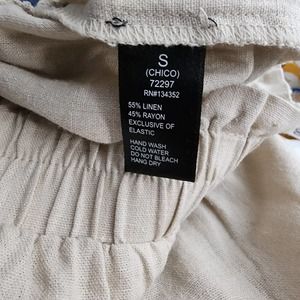 S
(CHICO)
72297
RN#134352
55% LINEN
45% RAYON
EXCLUSIVE OF
ELASTIC
HAND WASH
COLD WATER
DO NOT BLEACH
HANG DRY